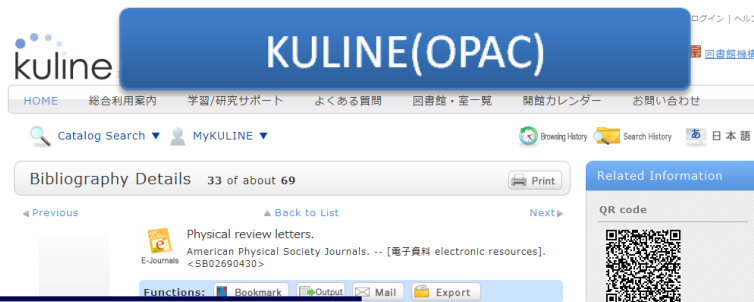 ログイン | ヘル
KULINE(OPAC)
kuline
図書館機構
HOME 総合利用案内 学習/研究サポート よくある質問 図書館・室一覧 開館カレンダー お問い合わせ
Catalog Search ▼ MyKULINE ▼ Browsing History Search History あ 日本語
Bibliography Details 33 of about 69 Print
Related Information
Previous Back to List Next
QR code
Physical review letters.
American Physical Society Journals. -- [電子資料 electronic resources].
E-Journals <SB02690430>
Functions: Bookmark Output Mail Export